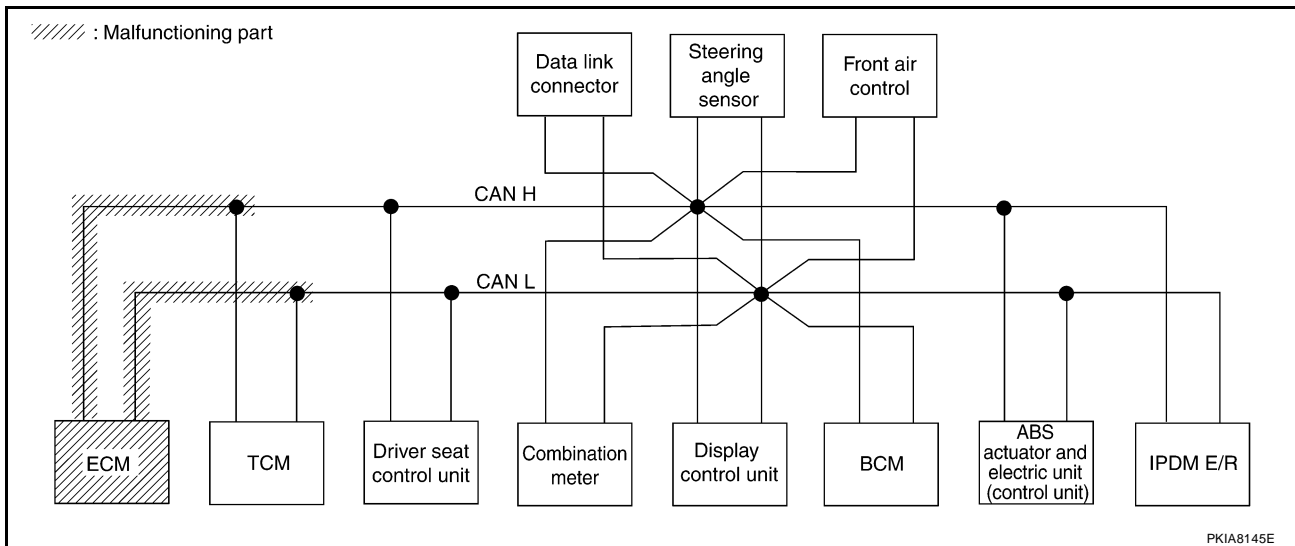 : Malfunctioning part
Data link
connector
Steering
angle
sensor
Front air
control
CAN H
CAN L
ECM
TCM
Driver seat
control unit
Combination
meter
Display
control unit
BCM
ABS
actuator and
electric unit
(control unit)
IPDM E/R
PKIA8145E